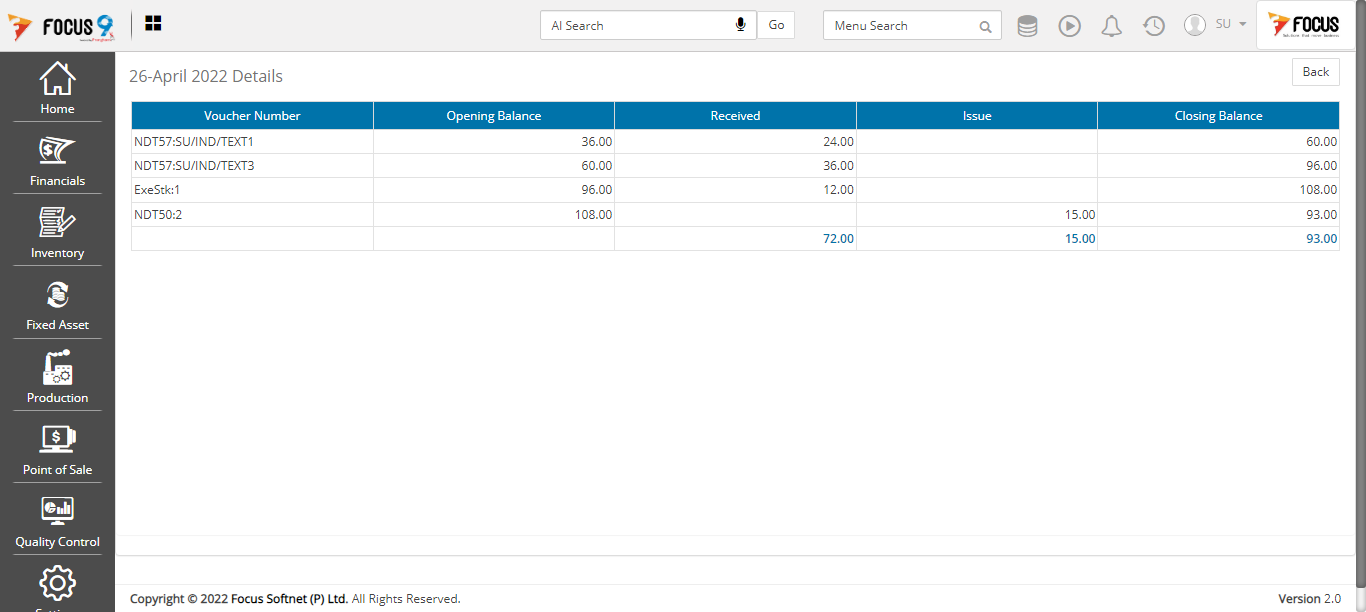 FOCUS 9
AI Search
Go
Menu Search
SU
FOCUS
Home
Financials
Inventory
Fixed Asset
Production
Point of Sale
Quality Control
26-April 2022 Details
Back
Voucher Number Opening Balance Received Issue Closing Balance
NDT57:SU/IND/TEXT1 36.00 24.00 60.00
NDT57:SU/IND/TEXT3 60.00 36.00 96.00
ExeStk:1 96.00 12.00 108.00
NDT50:2 108.00 15.00 93.00
72.00 15.00 93.00
Copyright © 2022 Focus Softnet (P) Ltd. All Rights Reserved.
Version 2.0